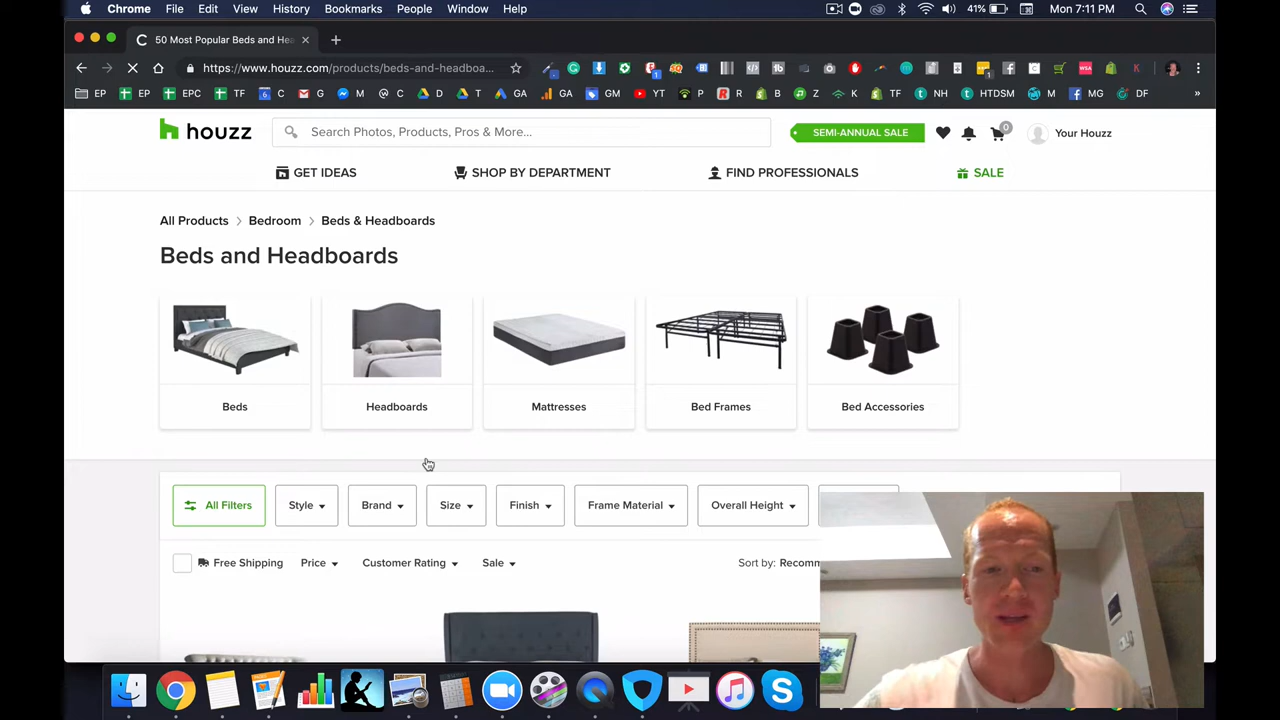 Chrome File Edit View History Bookmarks People Window Help 41% Mon 7:11 PM
50 Most Popular Beds and Hea
https://www.houzz.com/products/beds-and-headboa...
EP EP EPC TF C G M C D T GA GA GM YT P R B Z K TF NH HTDSM M MG DF »
houzz Search Photos, Products, Pros & More... SEMI-ANNUAL SALE 0 Your Houzz
GET IDEAS SHOP BY DEPARTMENT FIND PROFESSIONALS SALE
All Products > Bedroom > Beds & Headboards
Beds and Headboards
Beds Headboards Mattresses Bed Frames Bed Accessories
All Filters Style Brand Size Finish Frame Material Overall Height
Free Shipping Price Customer Rating Sale Sort by: Recomm